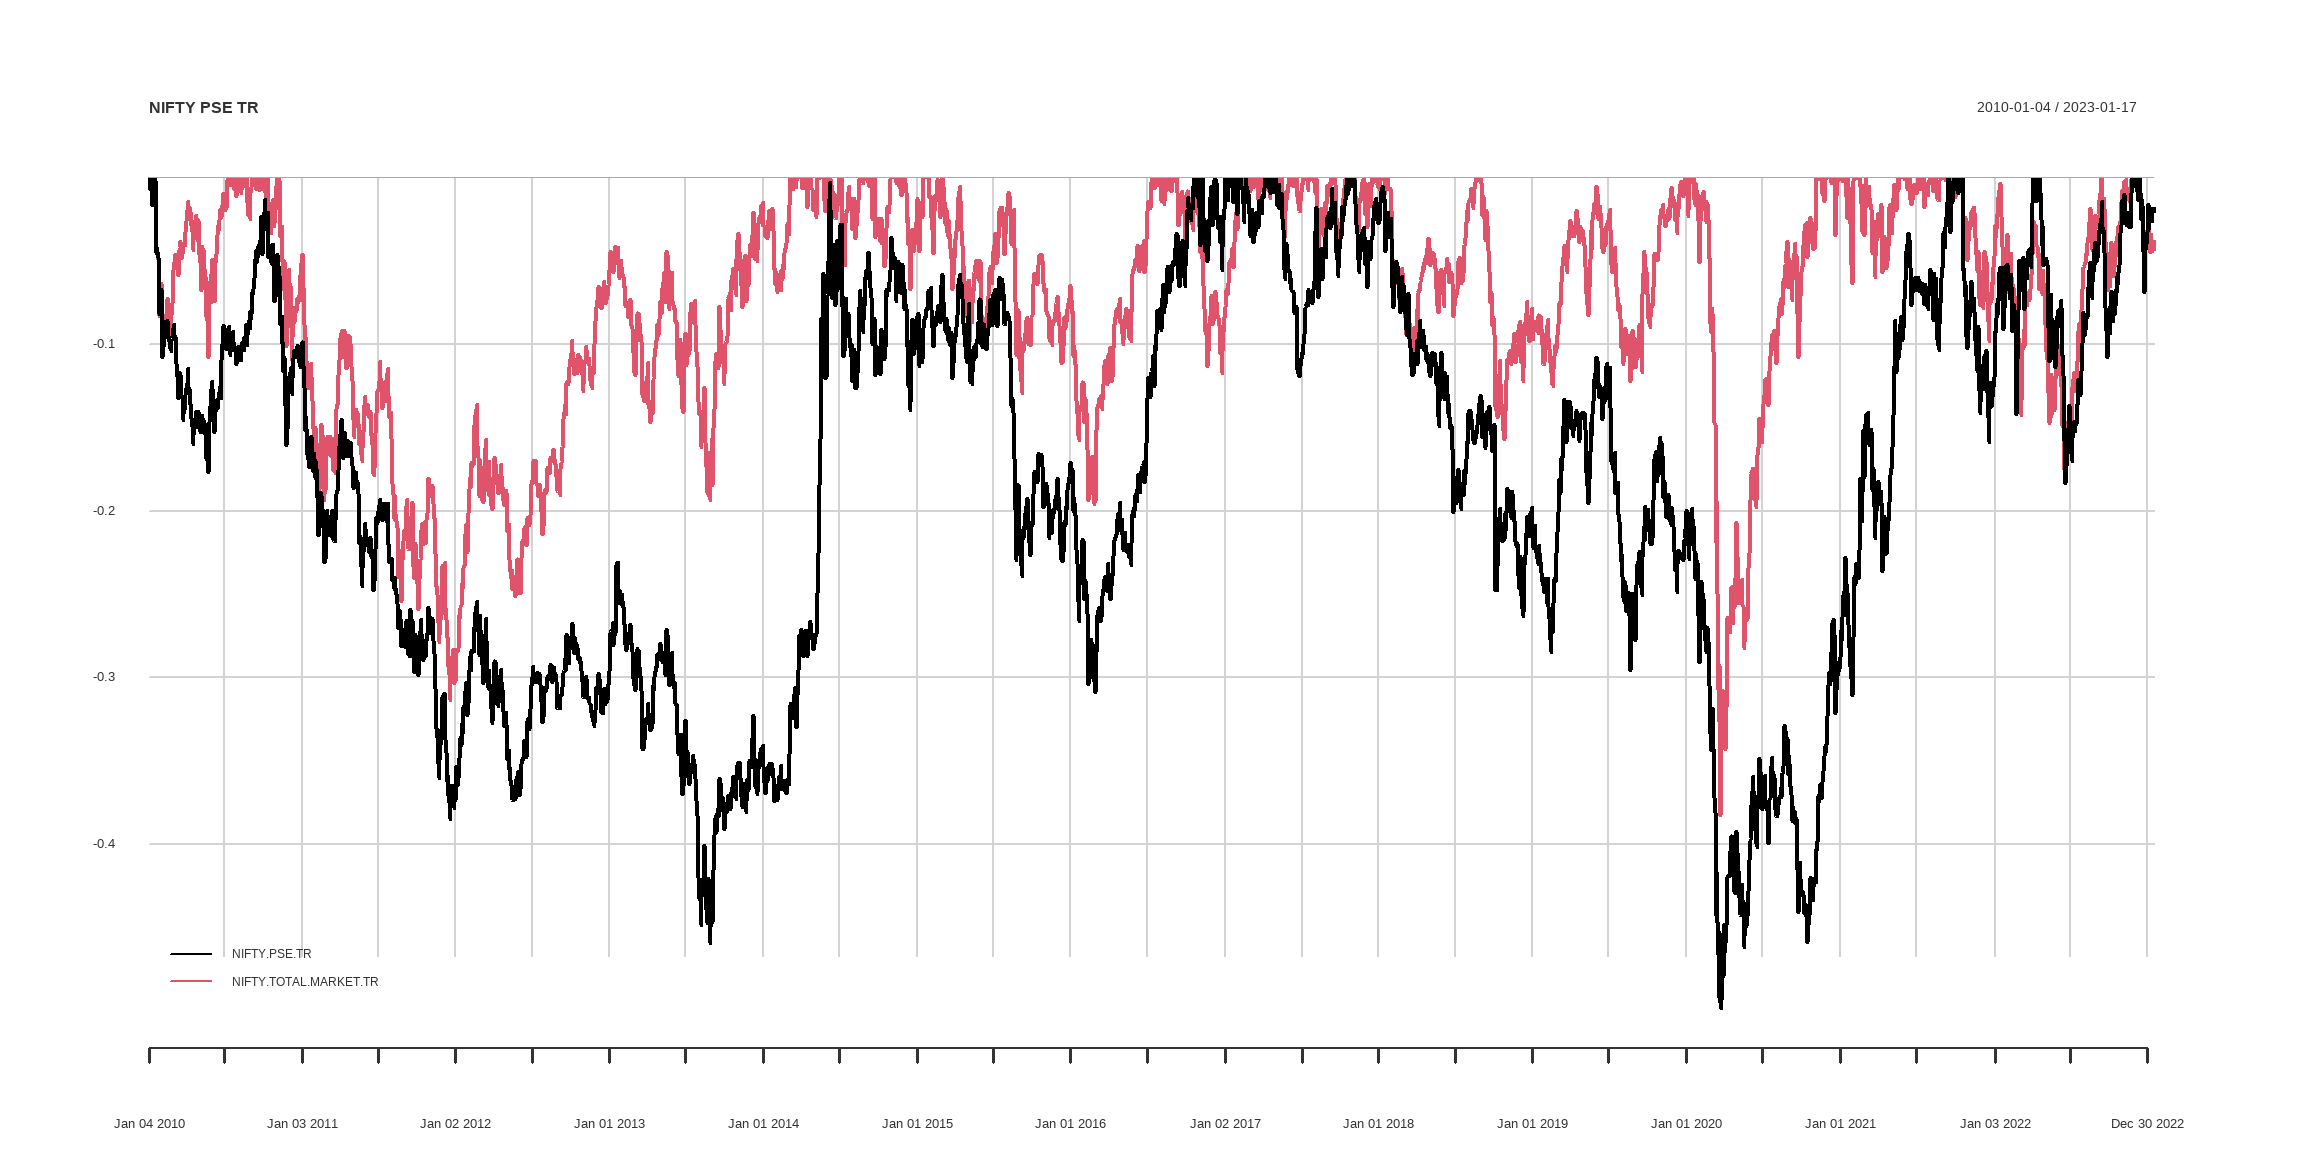 NIFTY PSE TR
2010-01-04 / 2023-01-17
-0.1
-0.2
-0.3
-0.4
NIFTY.PSE.TR
NIFTY.TOTAL.MARKET.TR
Jan 04 2010 Jan 03 2011 Jan 02 2012 Jan 01 2013 Jan 01 2014 Jan 01 2015 Jan 01 2016 Jan 02 2017 Jan 01 2018 Jan 01 2019 Jan 01 2020 Jan 01 2021 Jan 03 2022 Dec 30 2022